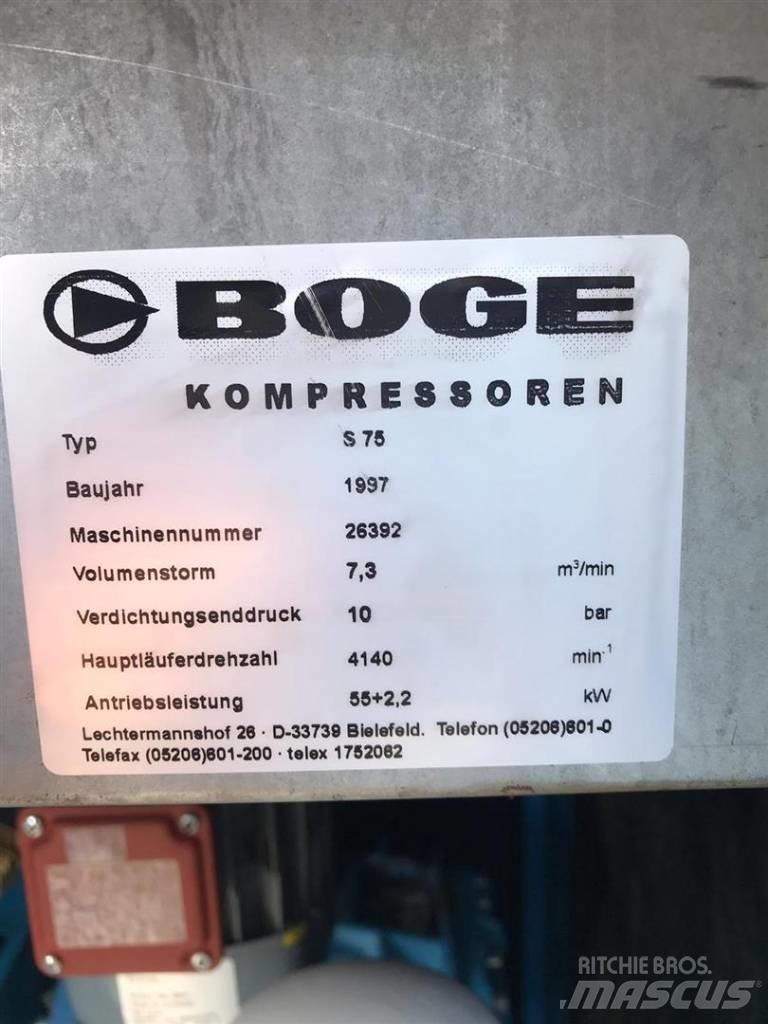 BOGE
KOMPRESSOREN
Typ S 75
Baujahr 1997
Maschinennummer 26392
Volumenstorm 7,3 m³/min
Verdichtungsenddruck 10 bar
Hauptläuferdrehzahl 4140 min-1
Antriebsleistung 55+2,2 kW
Lechtermannshof 26 · D-33739 Bielefeld. Telefon (05206)601-0
Telefax (05206)601-200 · telex 1752062
RITCHIE BROS.
MASCUS